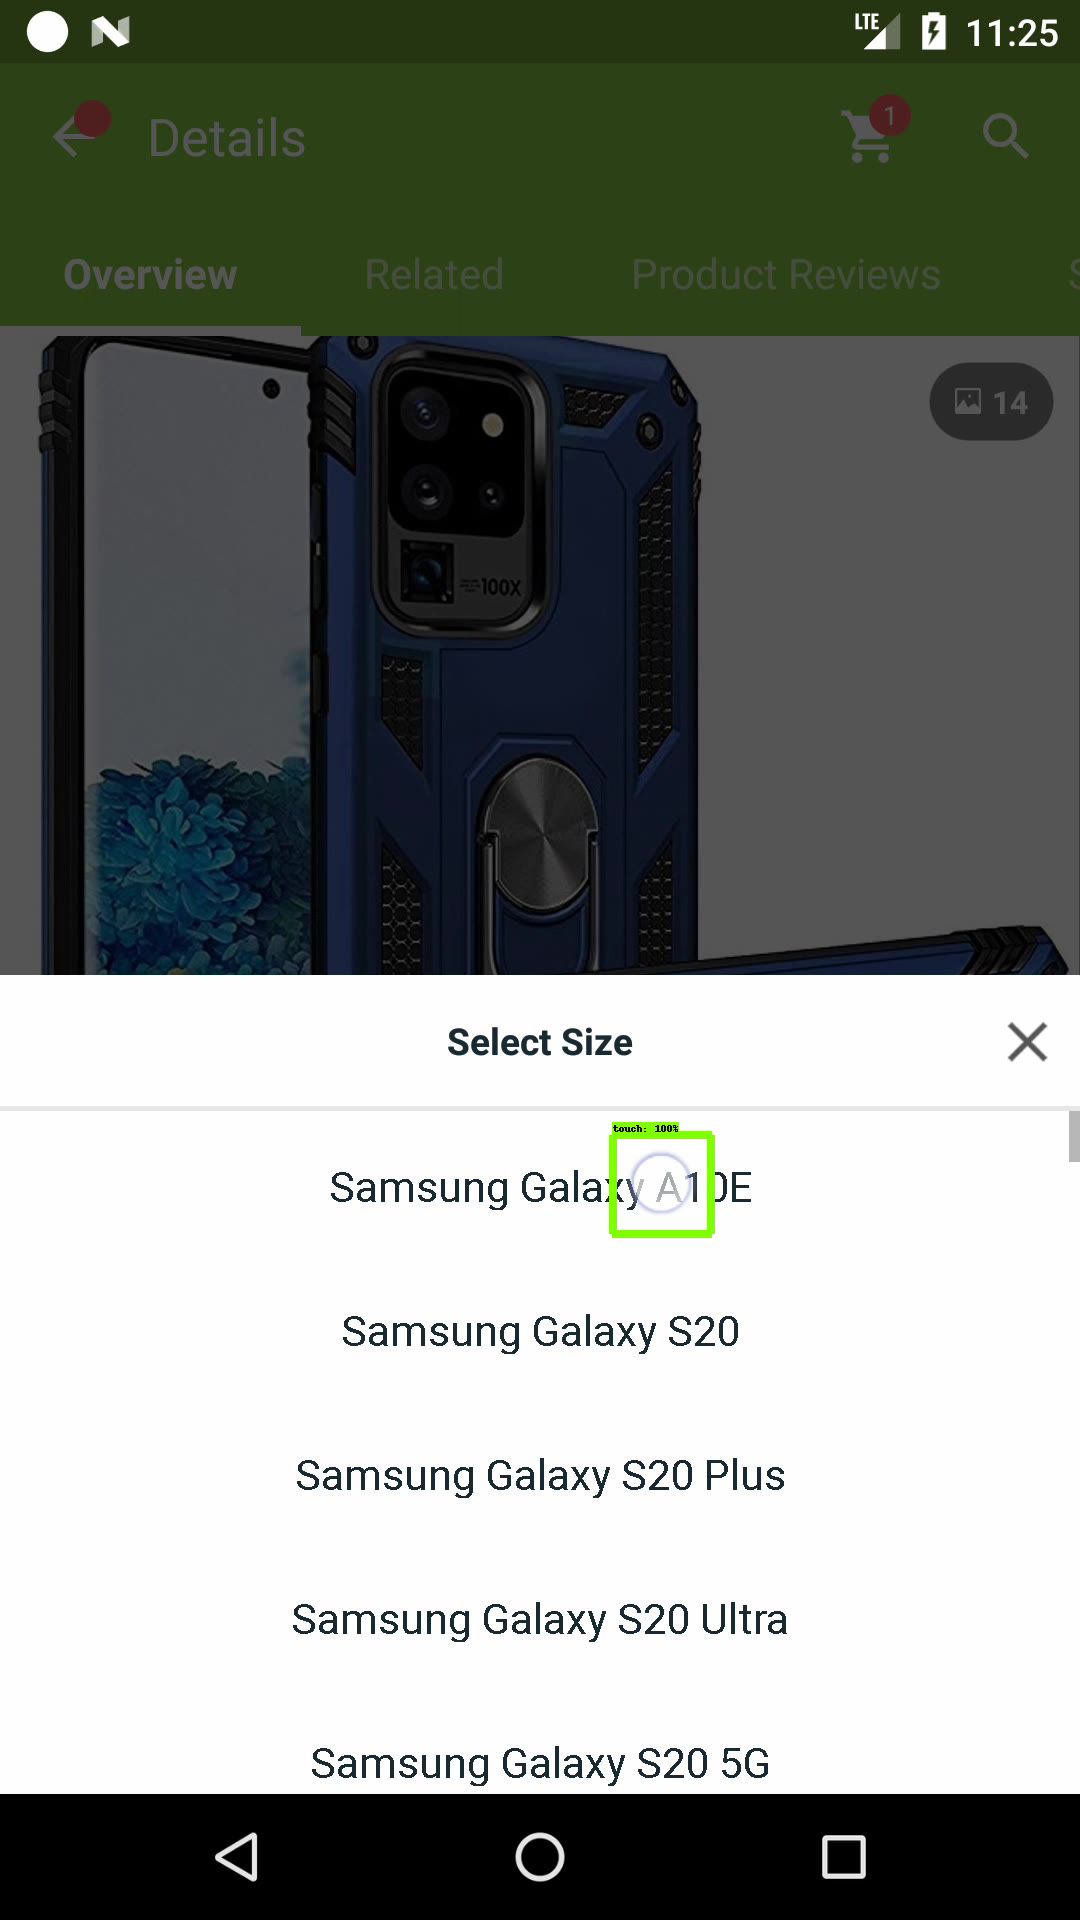 LTE 11:25
Details 1
Overview Related Product Reviews S
14
100X
Select Size
touch: 100%
Samsung Galaxy A10E
Samsung Galaxy S20
Samsung Galaxy S20 Plus
Samsung Galaxy S20 Ultra
Samsung Galaxy S20 5G